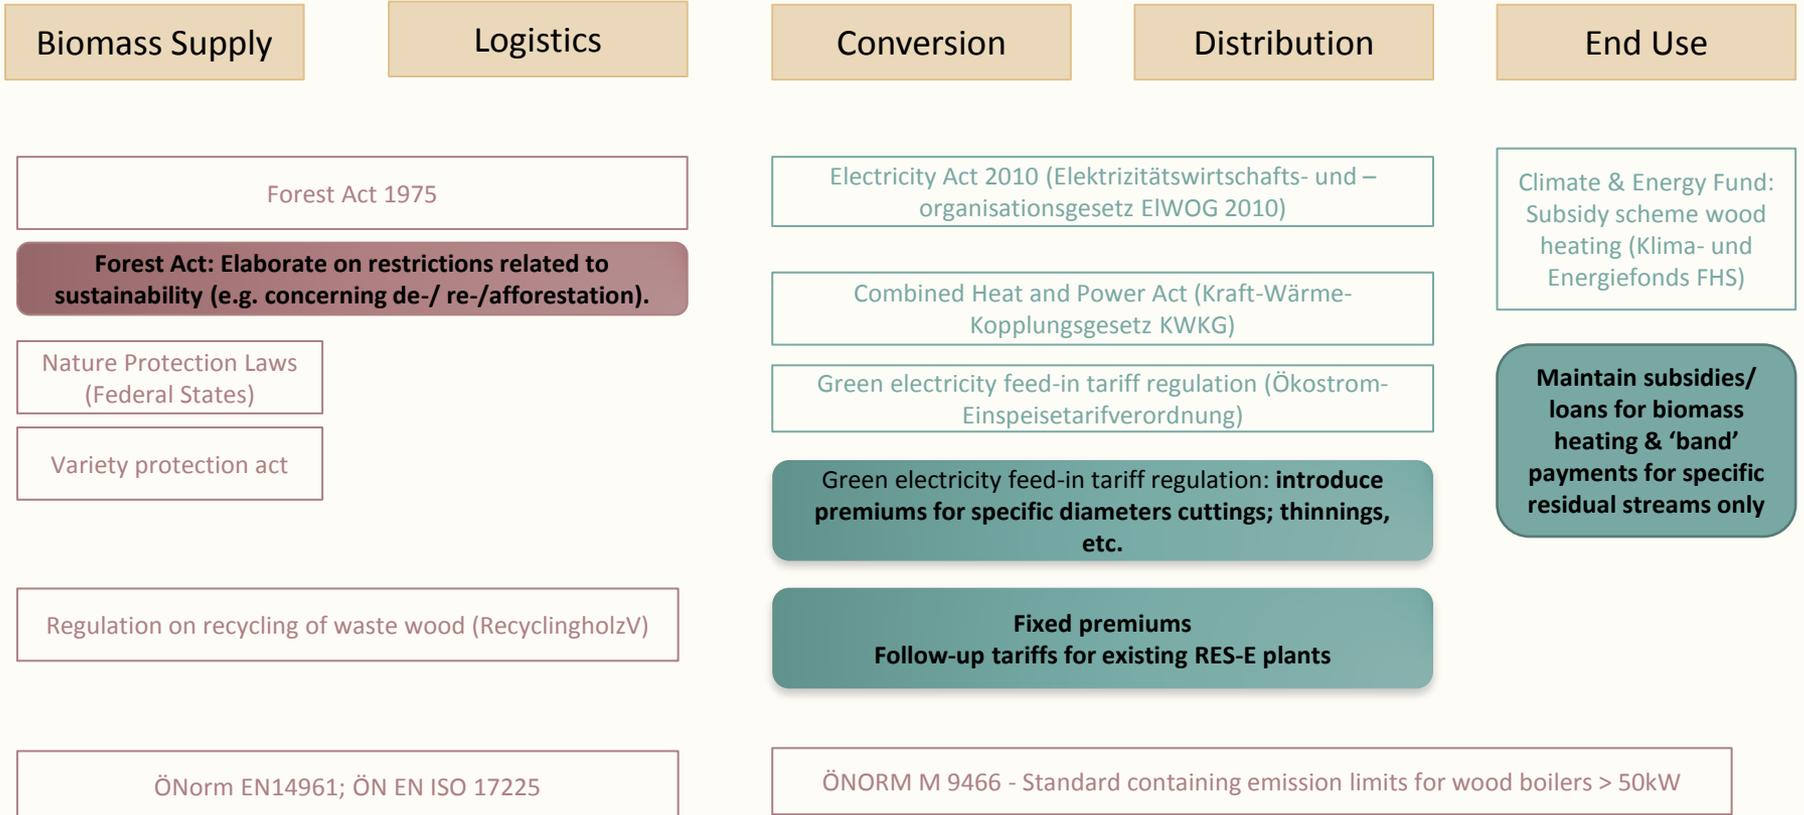 Biomass Supply
Logistics
Conversion
Distribution
End Use
Forest Act 1975
Forest Act: Elaborate on restrictions related to
sustainability (e.g. concerning de-/ re-/afforestation).
Nature Protection Laws
(Federal States)
Variety protection act
Regulation on recycling of waste wood (RecyclingholzV)
ÖNorm EN14961; ÖN EN ISO 17225
Electricity Act 2010 (Elektrizitätswirtschafts- und –
organisationsgesetz ElWOG 2010)
Combined Heat and Power Act (Kraft-Wärme-
Kopplungsgesetz KWKG)
Green electricity feed-in tariff regulation (Ökostrom-
Einspeisetarifverordnung)
Green electricity feed-in tariff regulation: introduce
premiums for specific diameters cuttings; thinnings,
etc.
Fixed premiums
Follow-up tariffs for existing RES-E plants
ÖNORM M 9466 - Standard containing emission limits for wood boilers > 50kW
Climate & Energy Fund:
Subsidy scheme wood
heating (Klima- und
Energiefonds FHS)
Maintain subsidies/
loans for biomass
heating & ‘band’
payments for specific
residual streams only